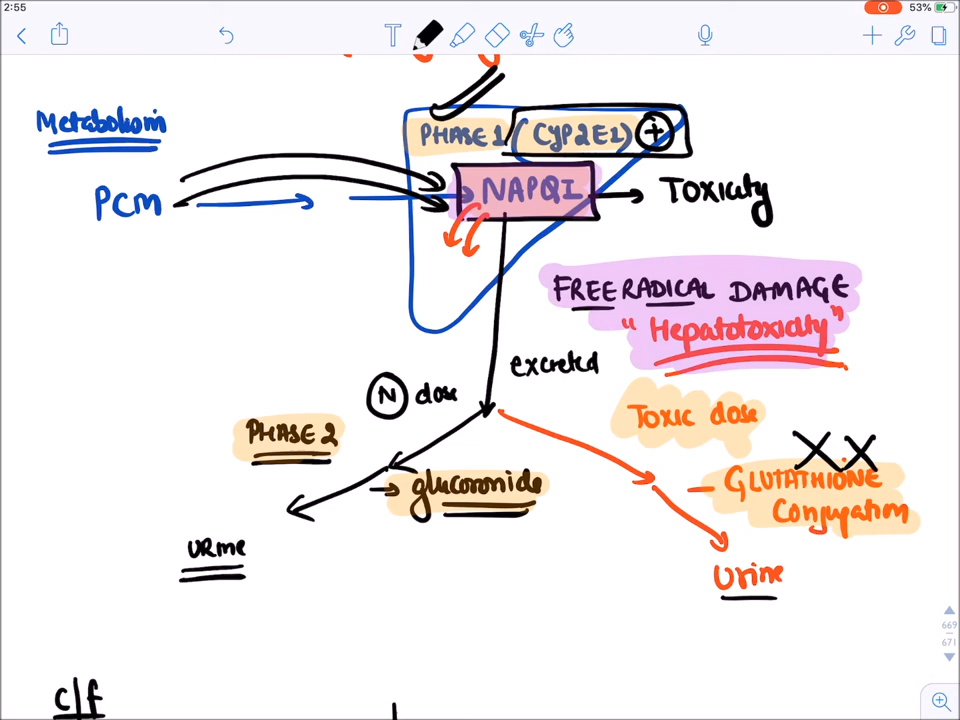 2:55
53%
T
Metabolism
PHASE 1 (CYP2E1) +
PCM
NAPQI
Toxicity
FREE RADICAL DAMAGE
"Hepatotoxicity"
excreted
N dose
Toxic dose
PHASE 2
glucoronide
X X
- GLUTATHIONE
Conjugation
URine
Urine
669
671
c/f